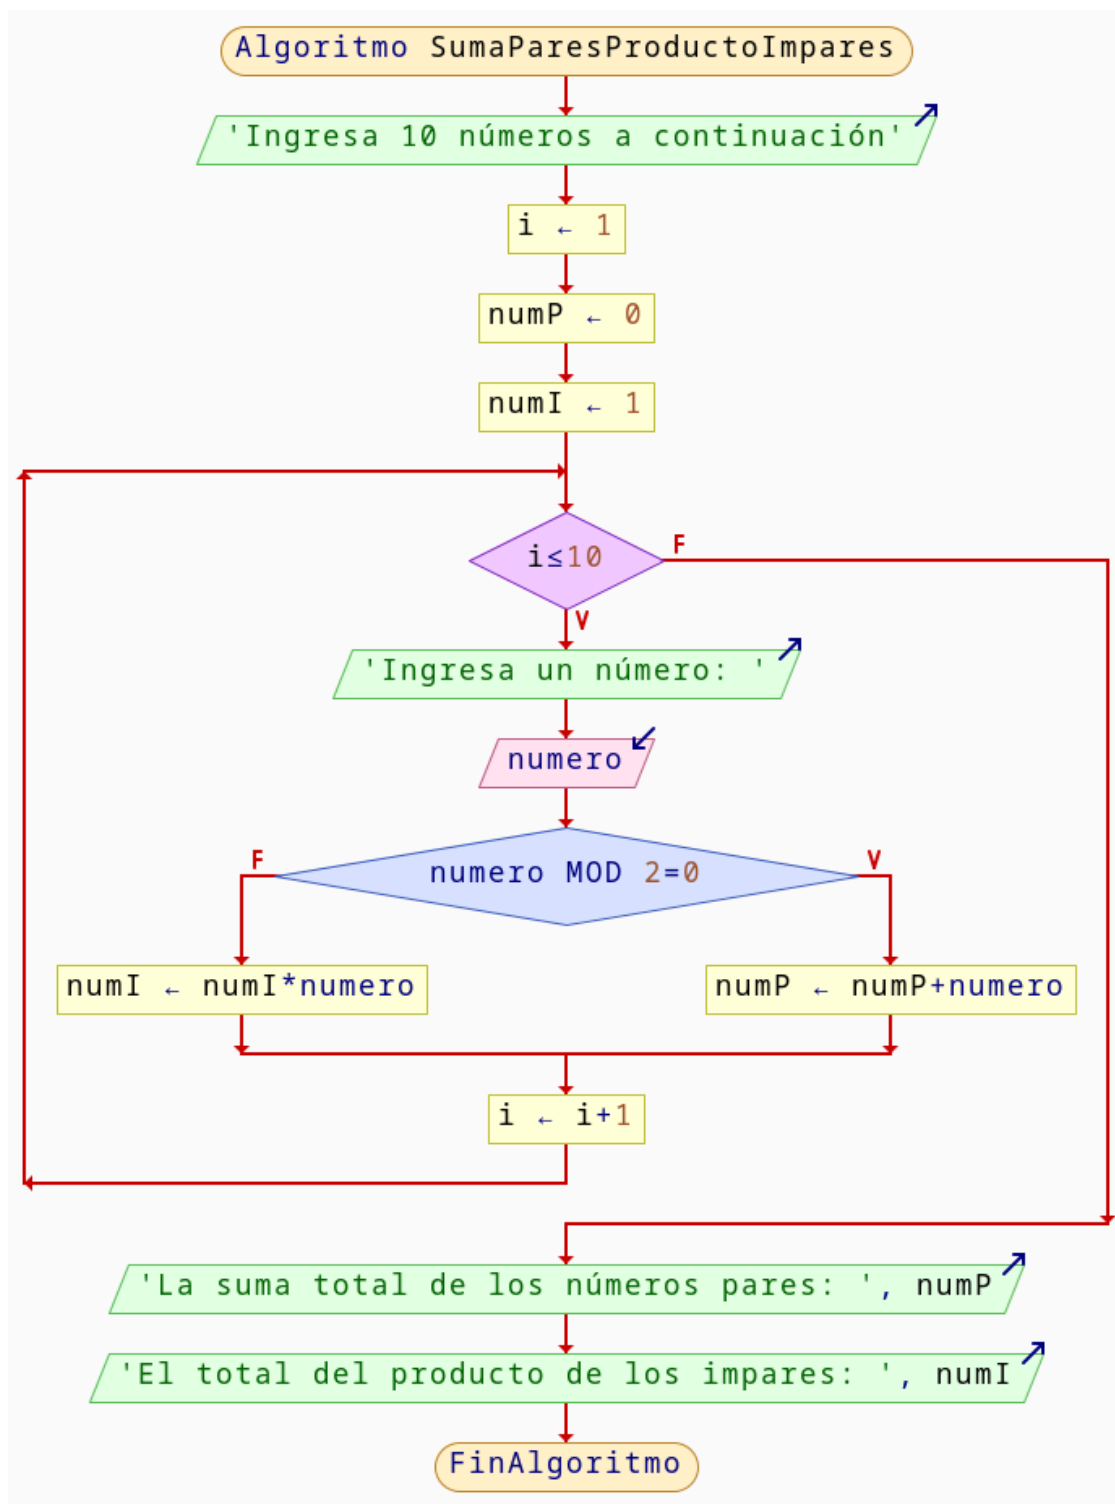 Algoritmo SumaParesProductoImpares
'Ingresa 10 números a continuación'
i ← 1
numP ← 0
numI ← 1
i≤10
F
V
'Ingresa un número: '
numero
F
numero MOD 2=0
V
numI ← numI*numero
numP ← numP+numero
i ← i+1
'La suma total de los números pares: ', numP
'El total del producto de los impares: ', numI
FinAlgoritmo